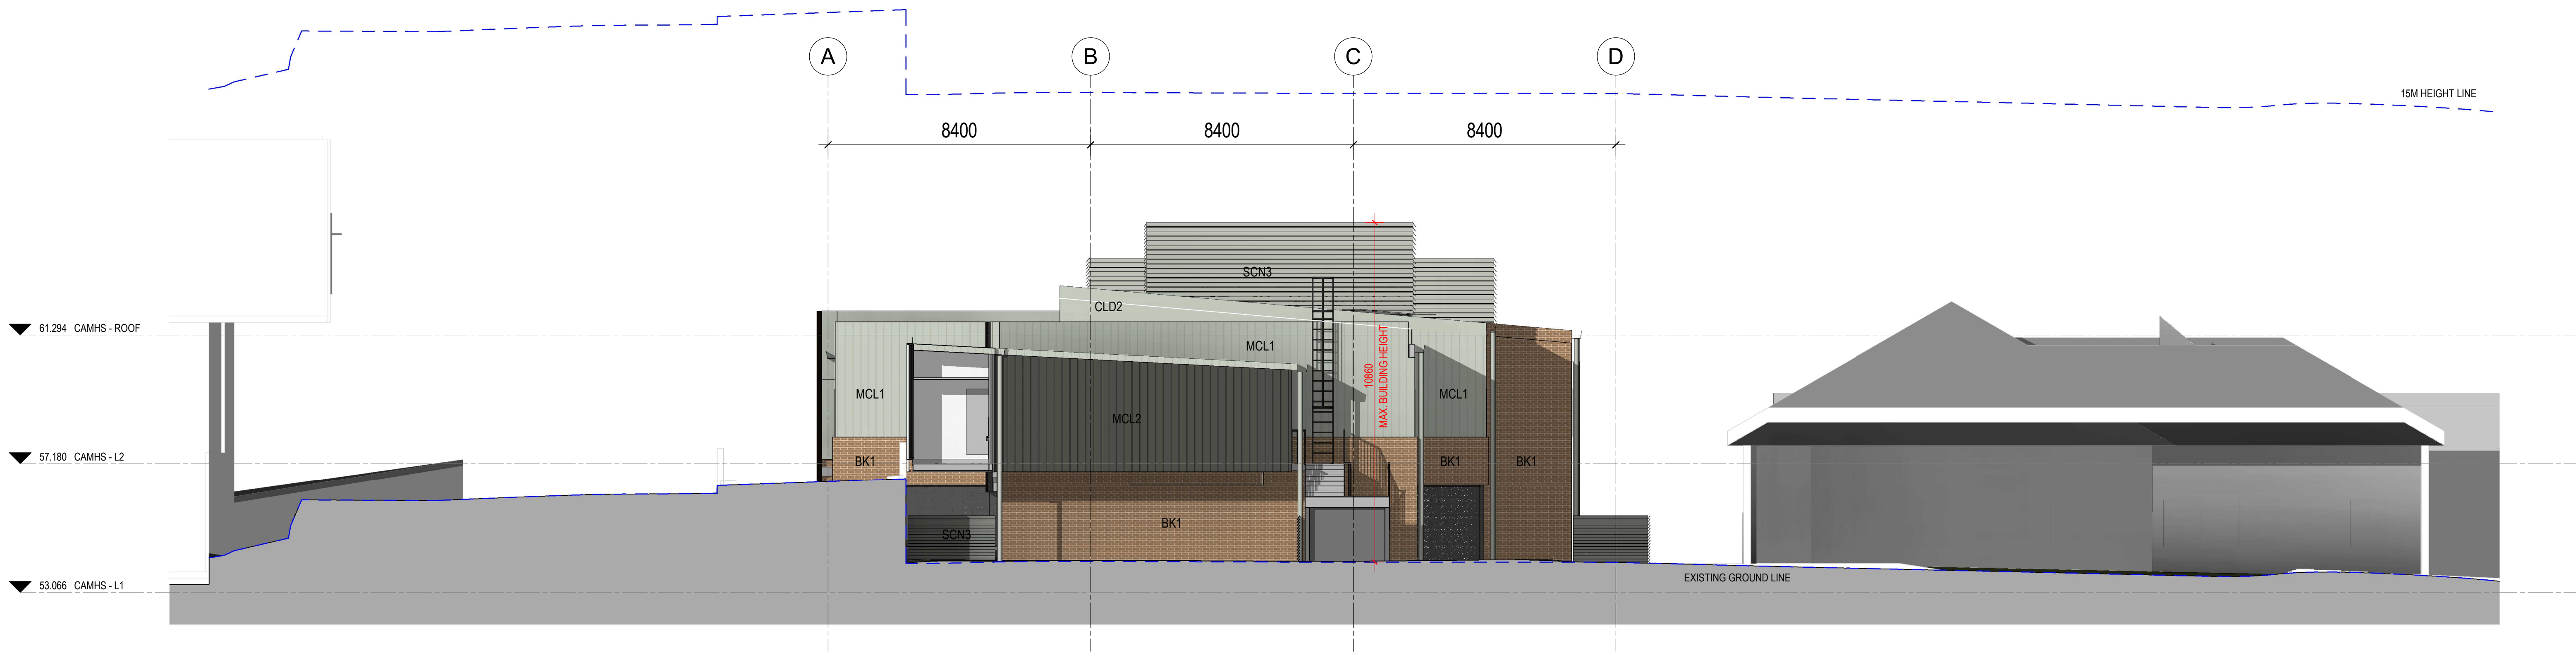 A
B
C
D
15M HEIGHT LINE
8400
8400
8400
SCN3
CLD2
61.294 CAMHS - ROOF
MCL1
10860
MAX. BUILDING HEIGHT
MCL1
MCL1
MCL2
57.180 CAMHS - L2
BK1
BK1
BK1
BK1
SCN3
EXISTING GROUND LINE
53.066 CAMHS - L1